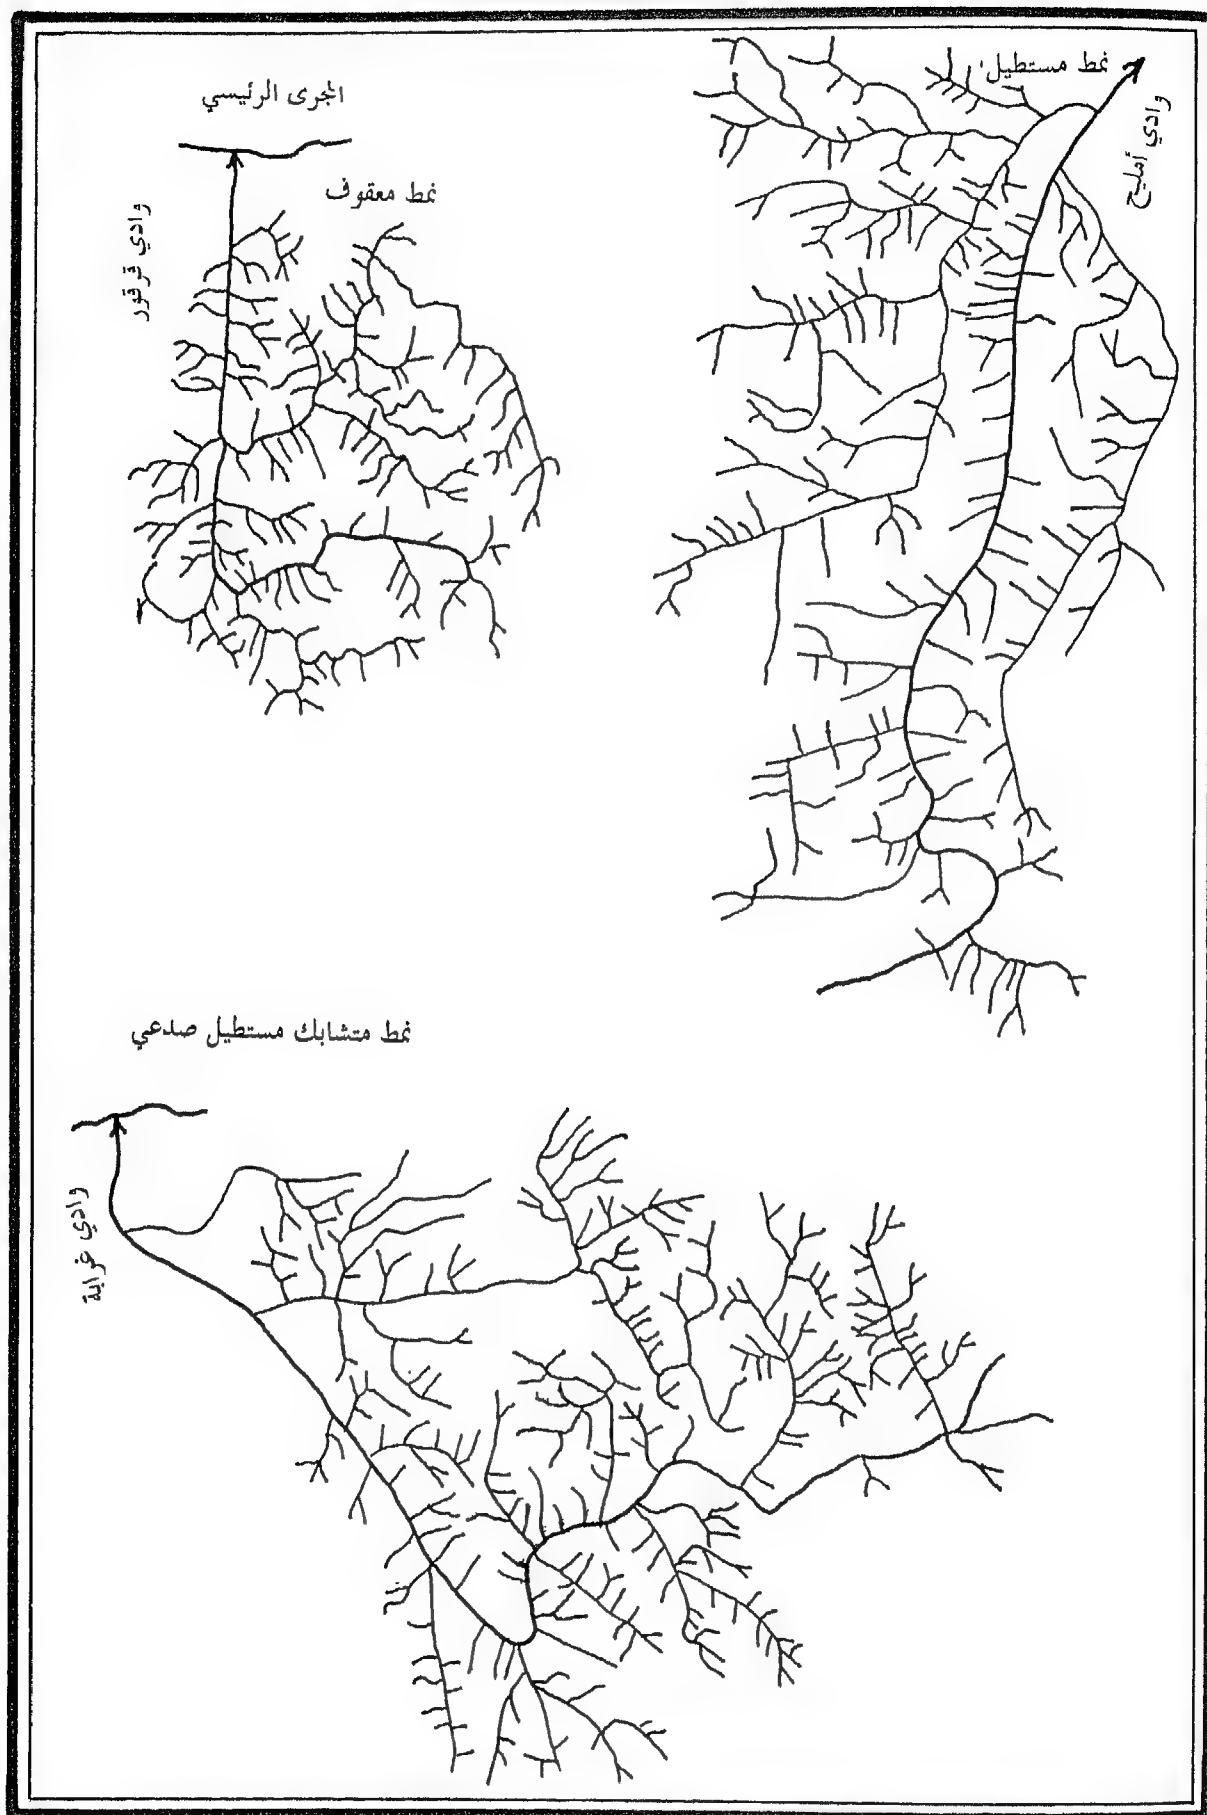 نمط مستطيل
وادي أمليح
المجرى الرئيسي
نمط معقوف
وادي قرقور
نمط متشابك مستطيل صدعي
وادي غرابة